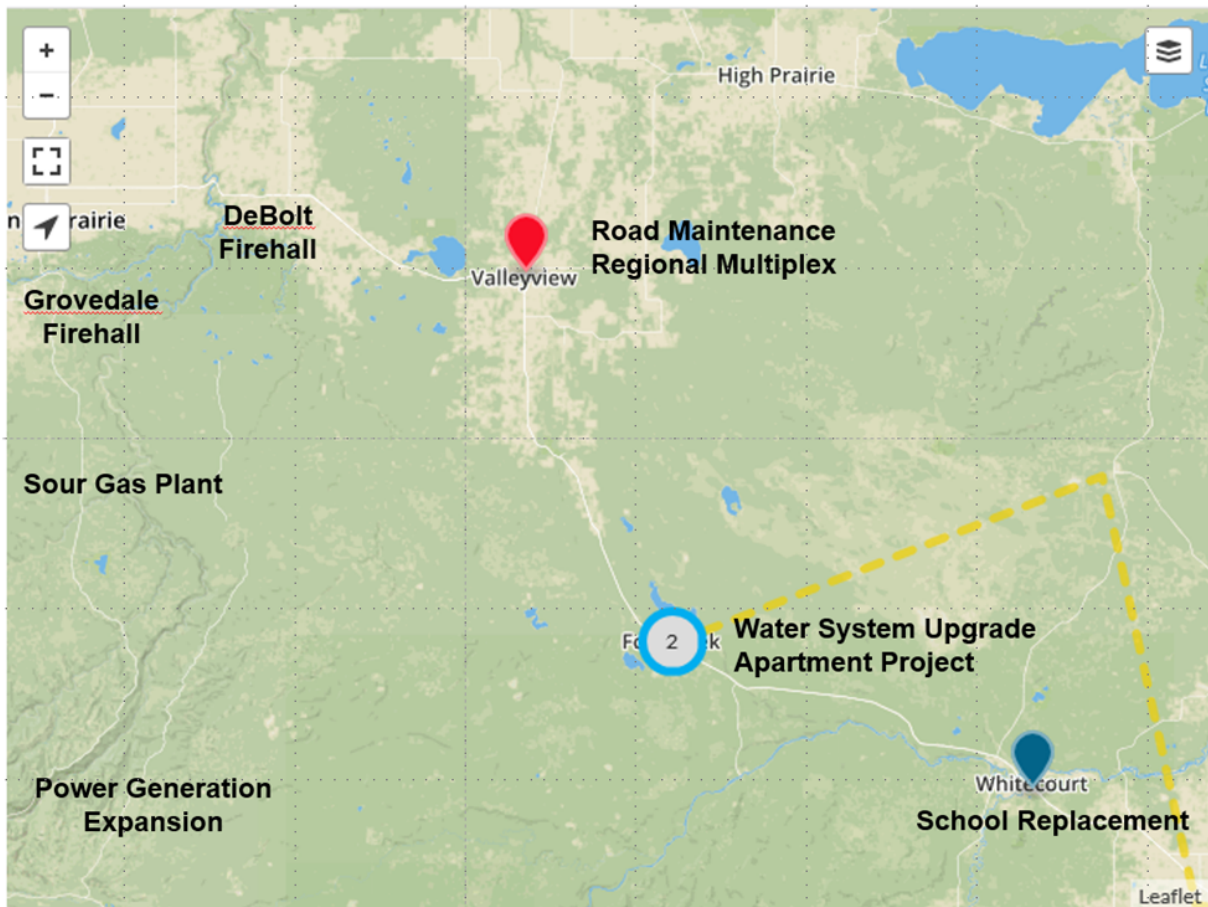 +
High Prairie
−
DeBolt
Firehall
rairie
Road Maintenance
Regional Multiplex
Valleyview
Grovedale
Firehall
Sour Gas Plant
2
Water System Upgrade
Apartment Project
Power Generation
Expansion
Whitecourt
School Replacement
Leaflet